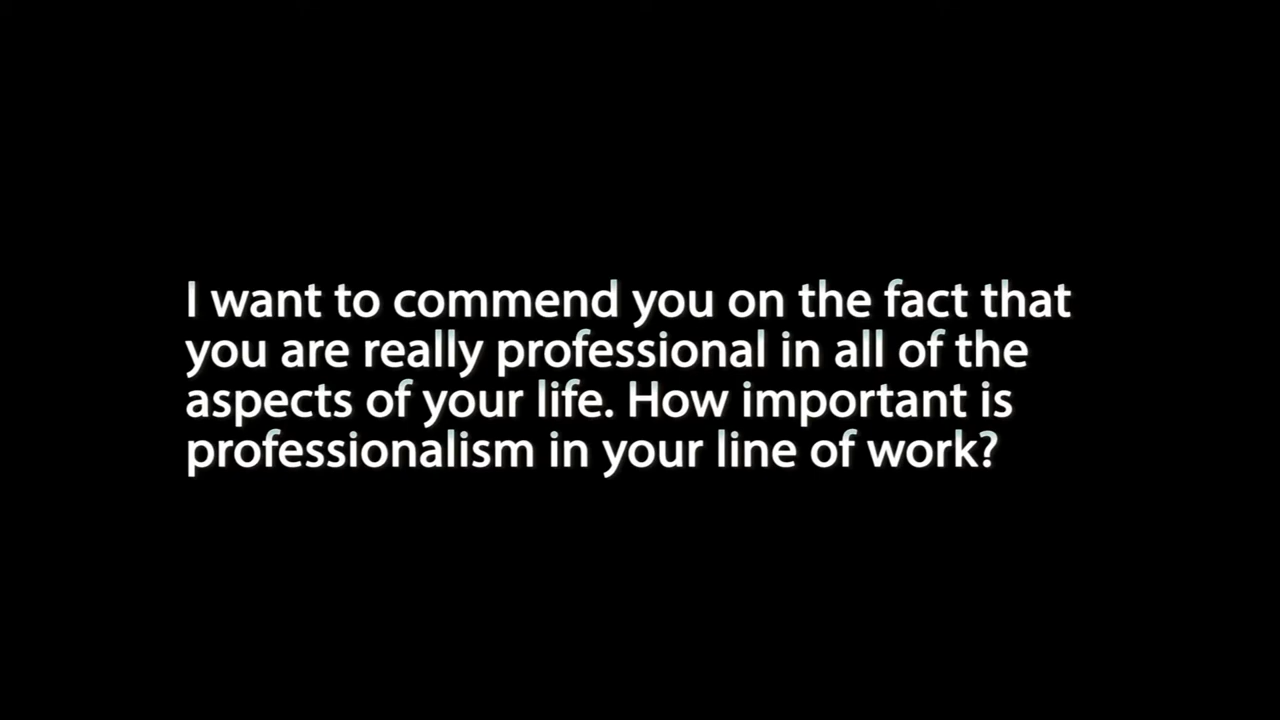 I want to commend you on the fact that
you are really professional in all of the
aspects of your life. How important is
professionalism in your line of work?